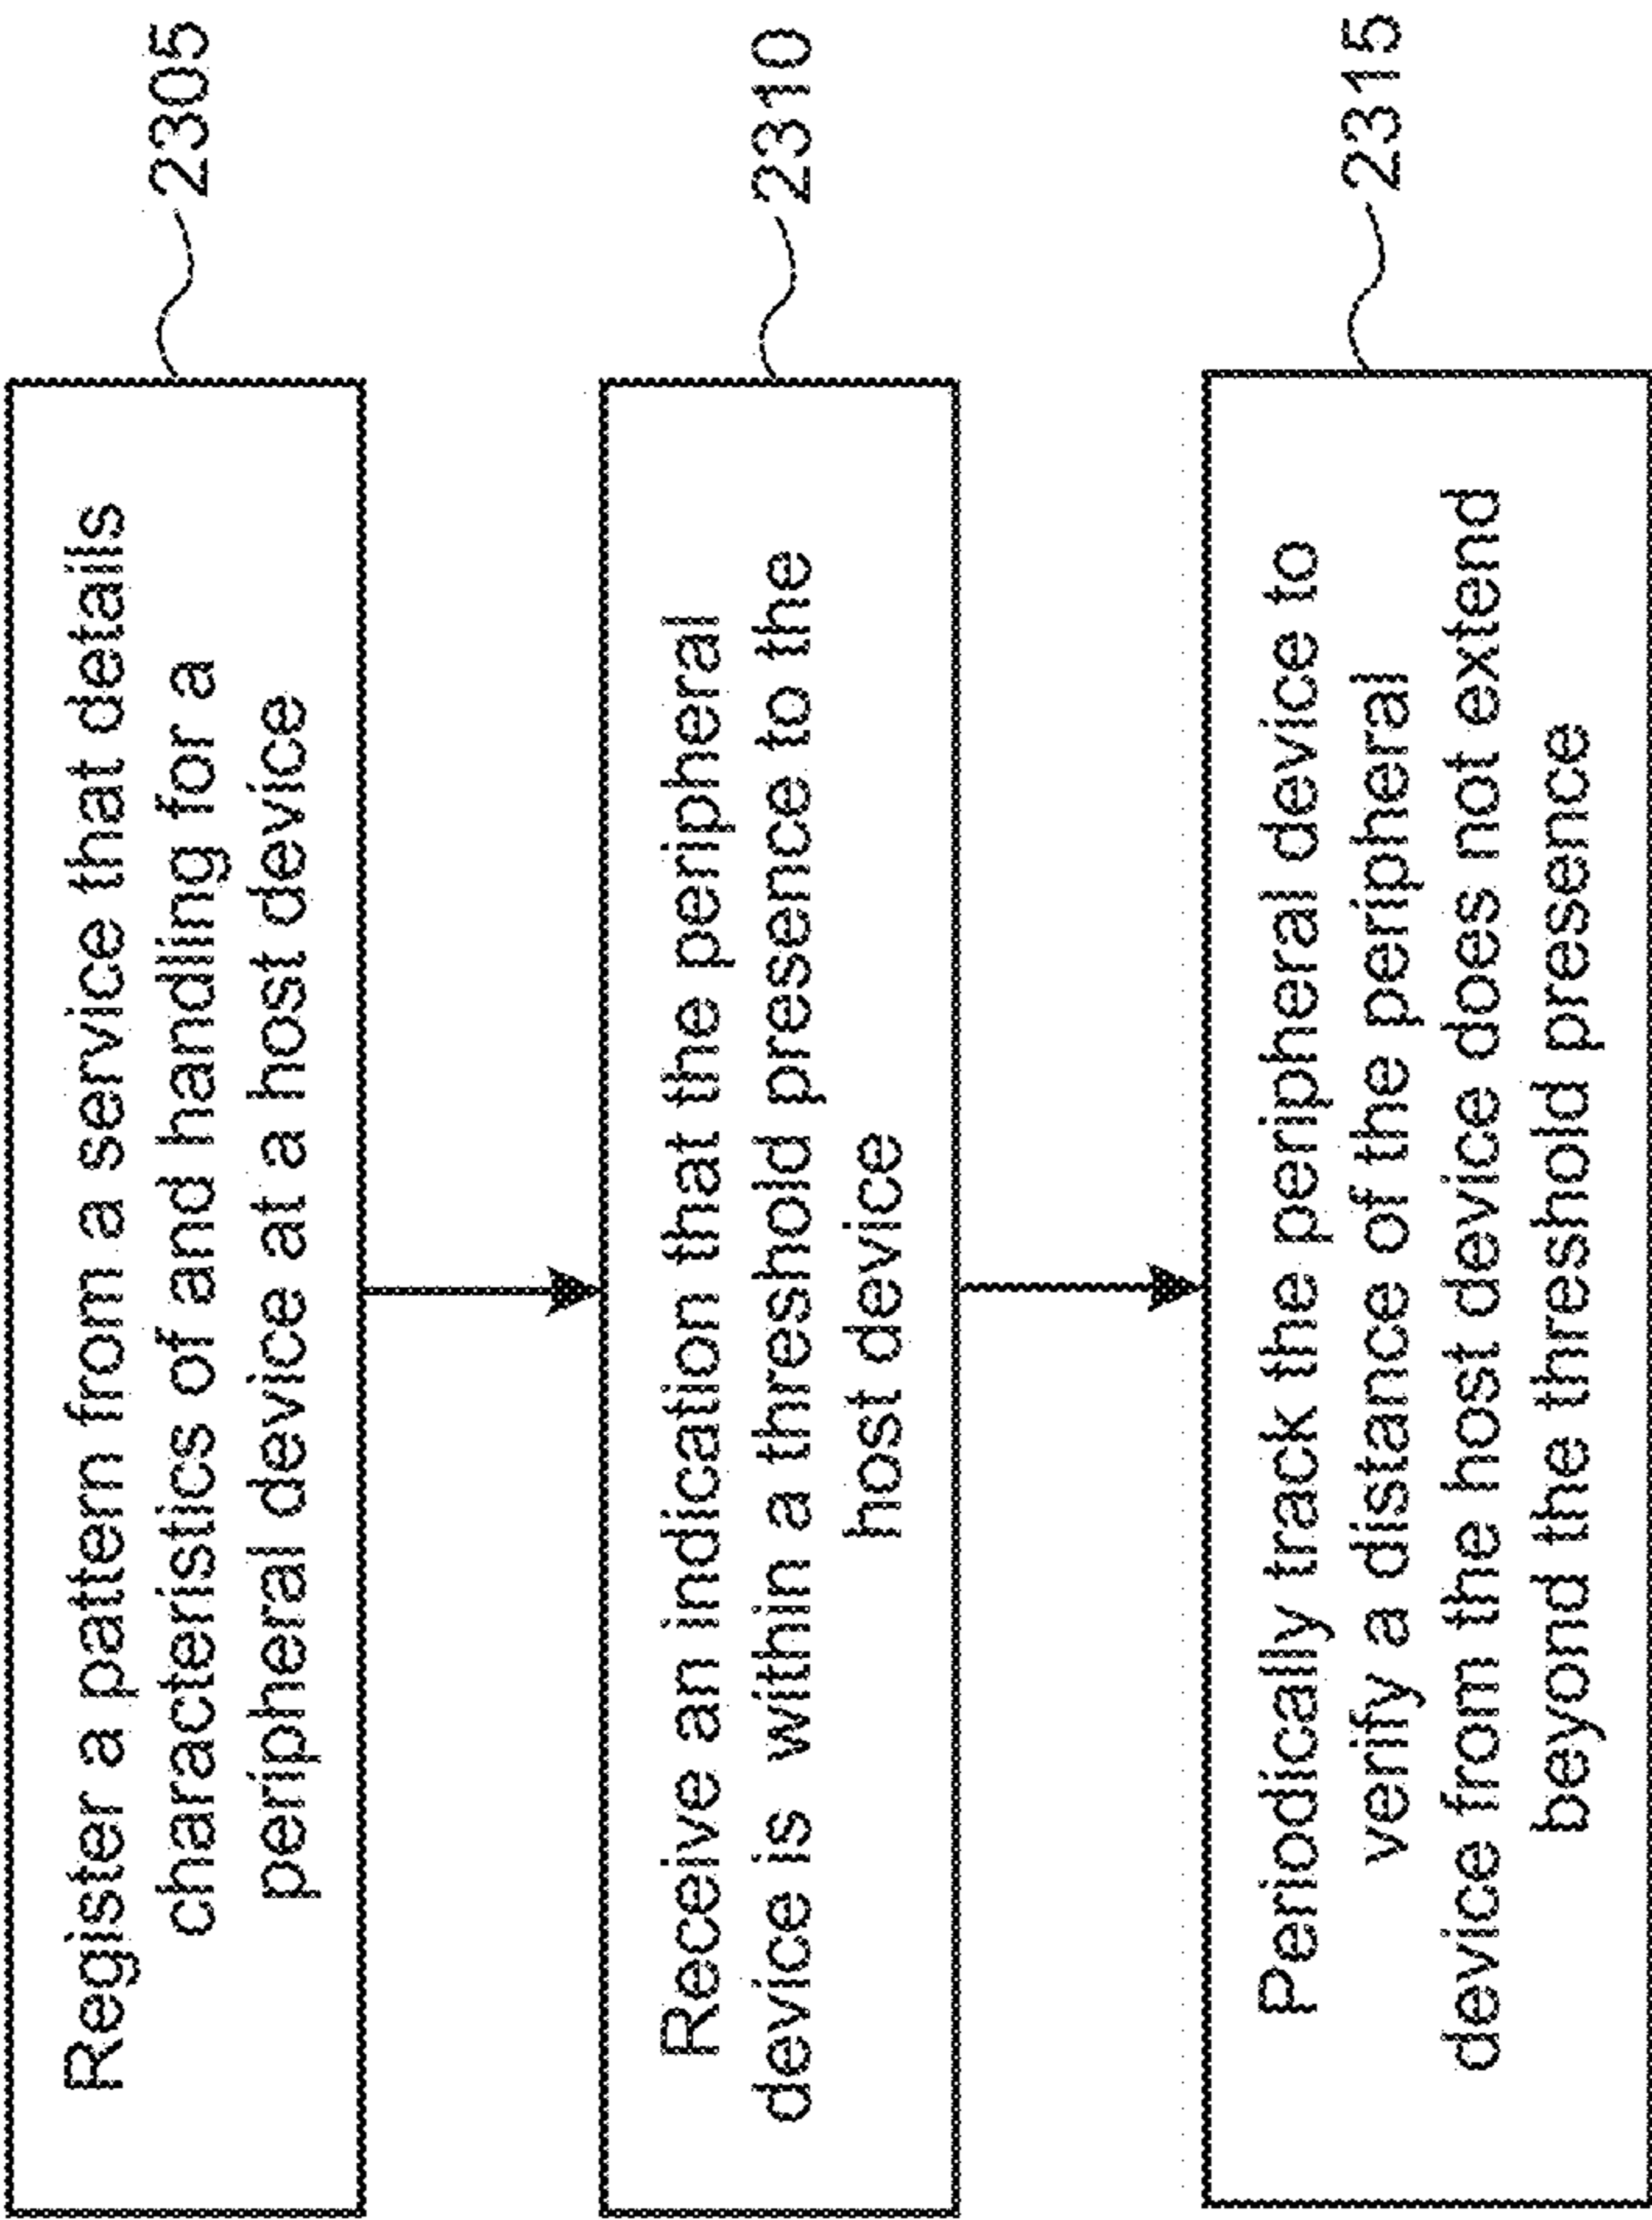 Register a pattern from a service that details
characteristics of and handling for a
peripheral device at a host device
2305
Receive an indication that the peripheral
device is within a threshold presence to the
host device
2310
Periodically track the peripheral device to
verify a distance of the peripheral
device from the host device does not extend
beyond the threshold presence
2315